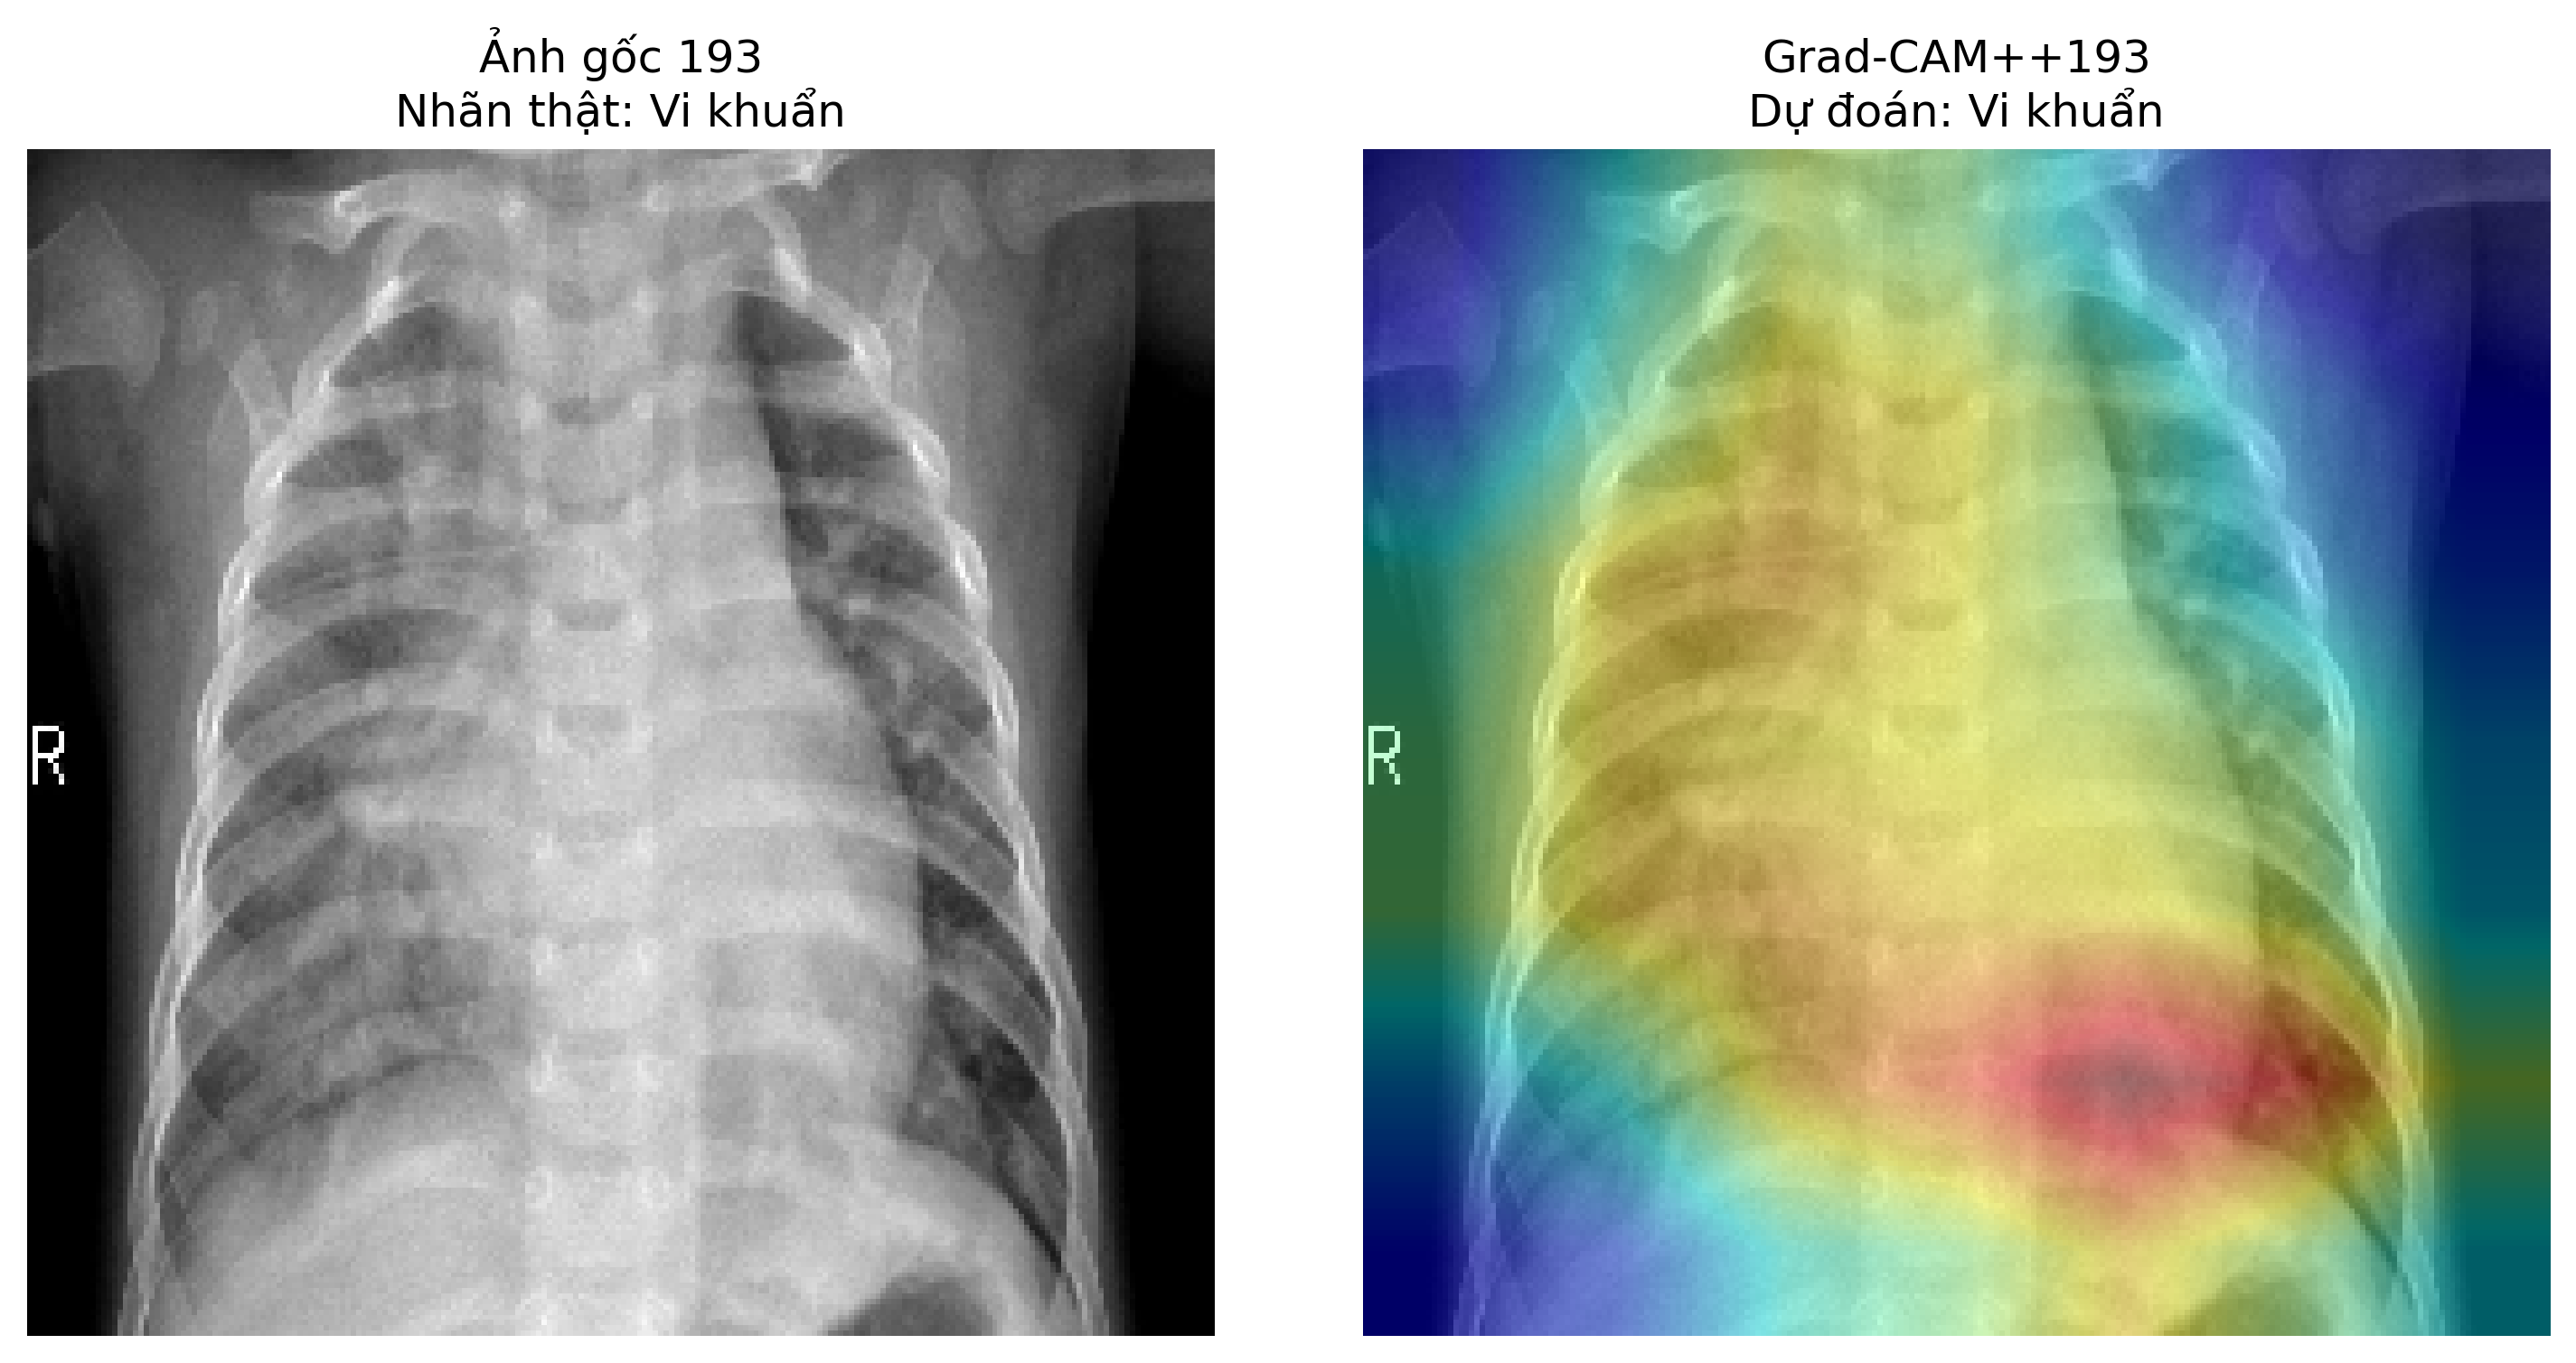 Ảnh gốc 193
Nhãn thật: Vi khuẩn
Grad-CAM++193
Dự đoán: Vi khuẩn
R
R